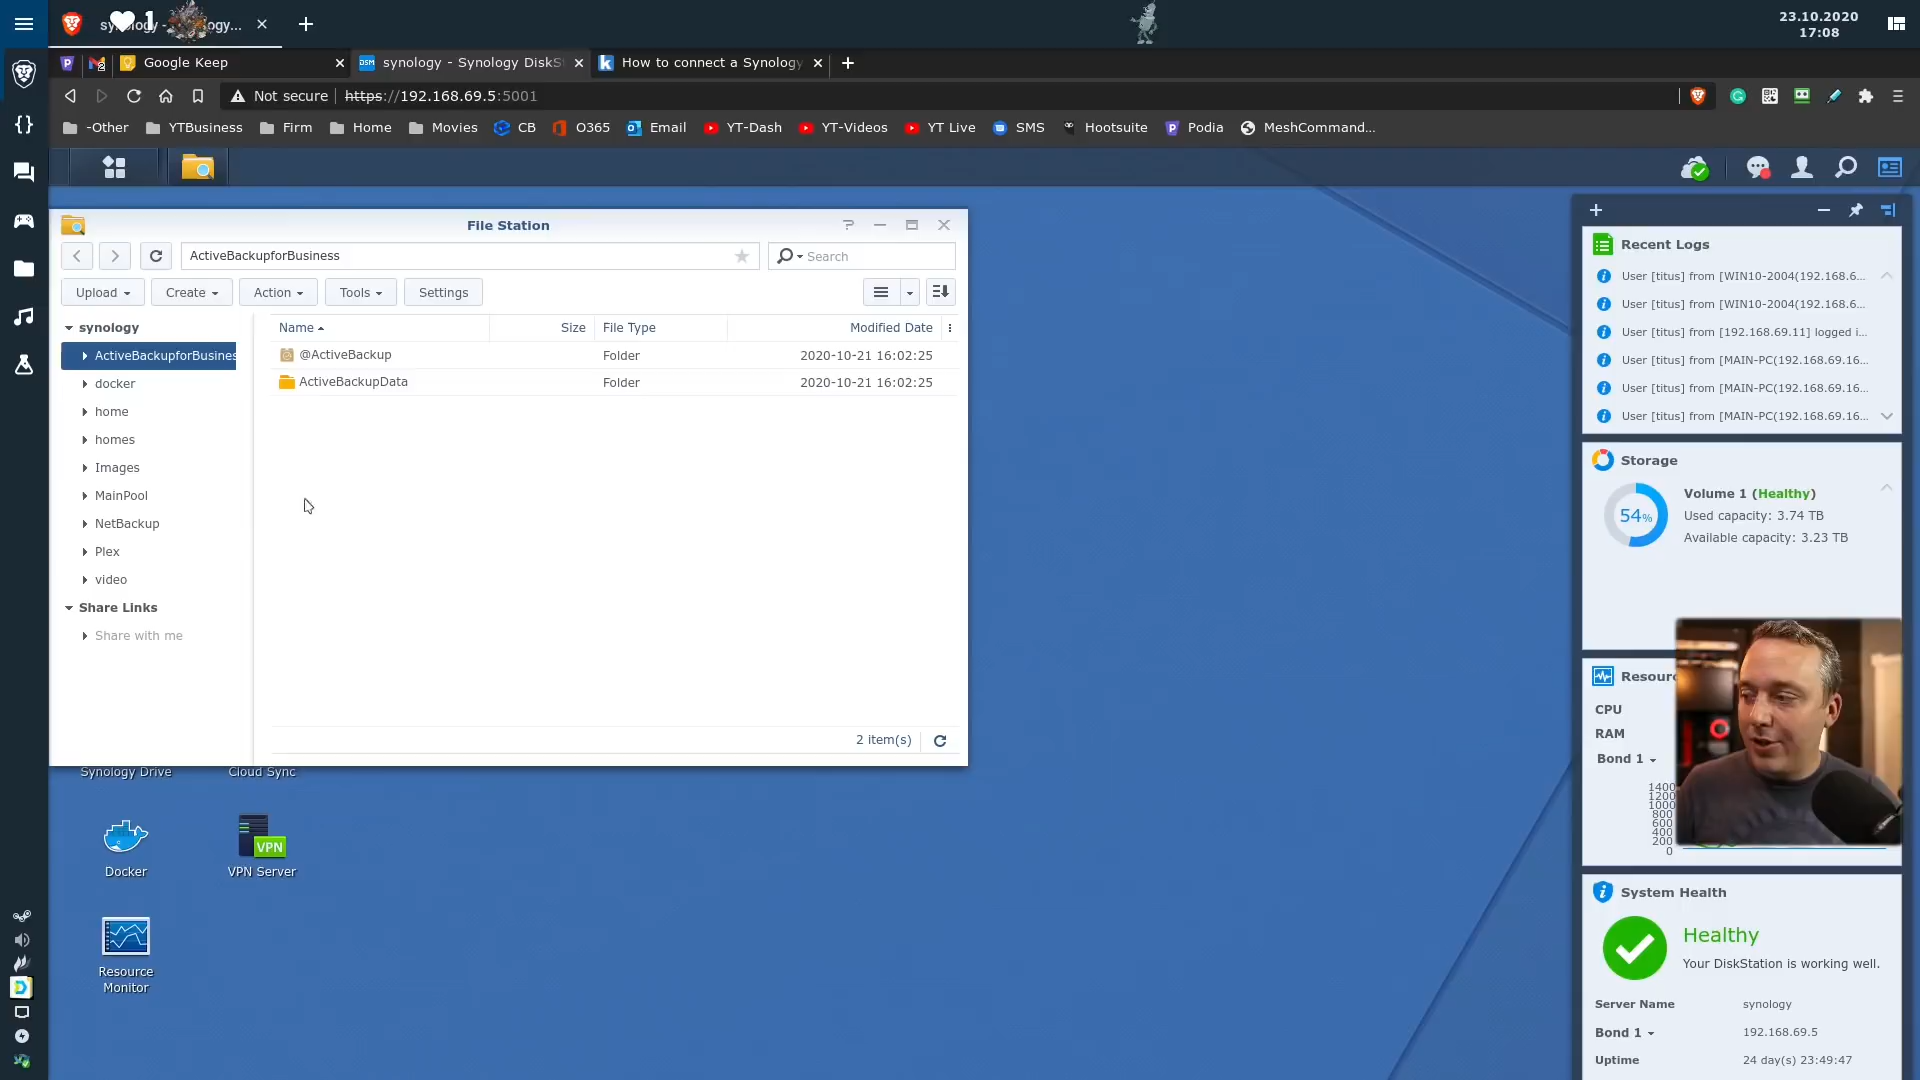 1
23.10.2020
17:08
Google Keep
synology - Synology DiskS
How to connect a Synology
Not secure
https://192.168.69.5:5001
-Other
YTBusiness
Firm
Home
Movies
CB
O365
Email
YT-Dash
YT-Videos
YT Live
SMS
Hootsuite
Podia
MeshCommand...
File Station
ActiveBackupforBusiness
Search
Upload
Create
Action
Tools
Settings
synology
ActiveBackupforBusines
docker
home
homes
Images
MainPool
NetBackup
Plex
video
Share Links
Share with me
Name
Size
File Type
Modified Date
@ActiveBackup
Folder
2020-10-21 16:02:25
ActiveBackupData
Folder
2020-10-21 16:02:25
2 item(s)
Synology Drive
Cloud Sync
Docker
VPN
VPN Server
Resource
Monitor
Recent Logs
User [titus] from [WIN10-2004(192.168.6...
User [titus] from [WIN10-2004(192.168.6...
User [titus] from [192.168.69.11] logged i...
User [titus] from [MAIN-PC(192.168.69.16...
User [titus] from [MAIN-PC(192.168.69.16...
User [titus] from [MAIN-PC(192.168.69.16...
Storage
54%
Volume 1 (Healthy)
Used capacity: 3.74 TB
Available capacity: 3.23 TB
Resour
CPU
RAM
Bond 1
1400
1200
1000
800
600
400
200
0
System Health
Healthy
Your DiskStation is working well.
Server Name
synology
Bond 1
192.168.69.5
Uptime
24 day(s) 23:49:47